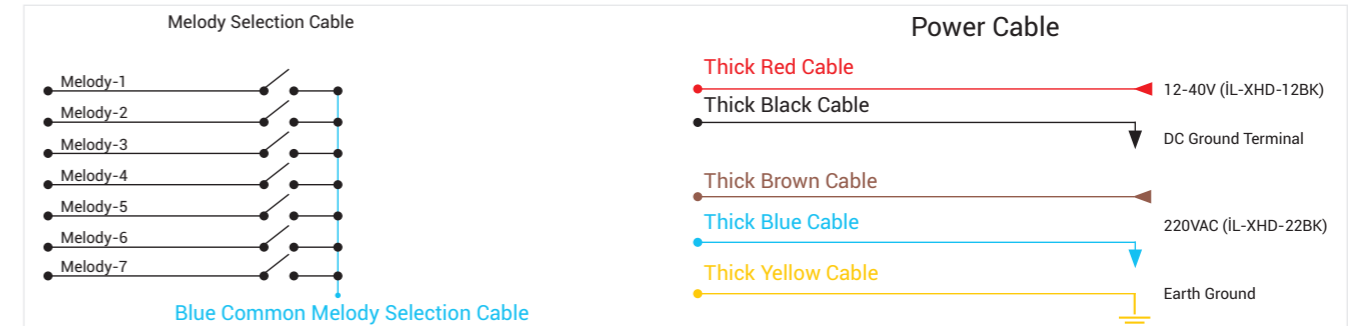 Melody Selection Cable
Melody-1
Melody-2
Melody-3
Melody-4
Melody-5
Melody-6
Melody-7
Blue Common Melody Selection Cable
Power Cable
Thick Red Cable
12-40V (İL-XHD-12BK)
Thick Black Cable
DC Ground Terminal
Thick Brown Cable
Thick Blue Cable
220VAC (İL-XHD-22BK)
Thick Yellow Cable
Earth Ground